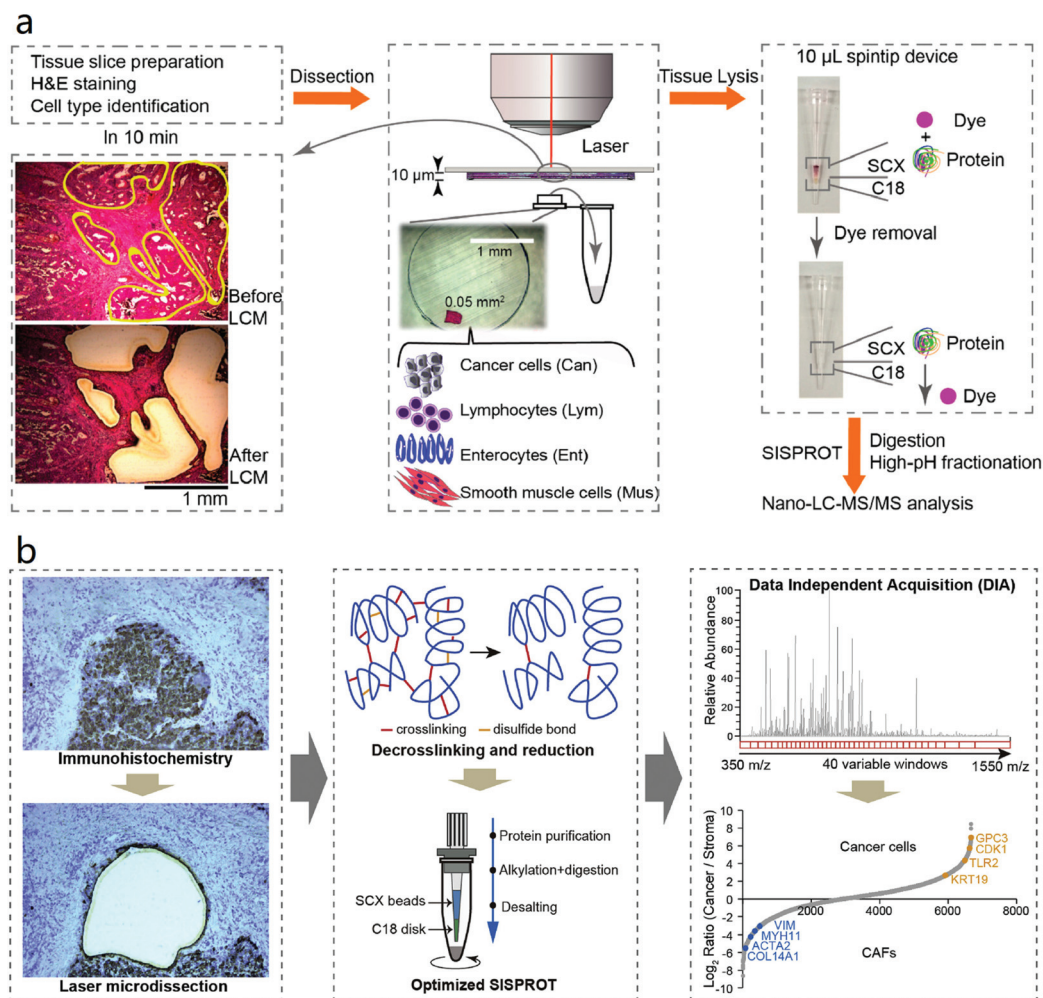 a
Tissue slice preparation
H&E staining
Cell type identification
In 10 min
Before
LCM
After
LCM
1 mm
Dissection
Laser
10 µm
1 mm
0.05 mm²
Cancer cells (Can)
Lymphocytes (Lym)
Enterocytes (Ent)
Smooth muscle cells (Mus)
Tissue Lysis
10 µL spintip device
Dye
+
Protein
SCX
C18
Dye removal
SCX
C18
Protein
Dye
SISPROT
Digestion
High-pH fractionation
Nano-LC-MS/MS analysis
b
Immunohistochemistry
Laser microdissection
crosslinking
disulfide bond
Decrosslinking and reduction
Protein purification
Alkylation+digestion
Desalting
SCX beads
C18 disk
Optimized SISPROT
Data Independent Acquisition (DIA)
Relative Abundance
100
80
60
40
20
0
350 m/z
40 variable windows
1550 m/z
Log₂ Ratio (Cancer / Stroma)
10
8
6
4
2
0
-2
-4
-6
-8
-10
2000
4000
6000
8000
Cancer cells
GPC3
CDK1
TLR2
KRT19
VIM
MYH11
ACTA2
COL14A1
CAFs